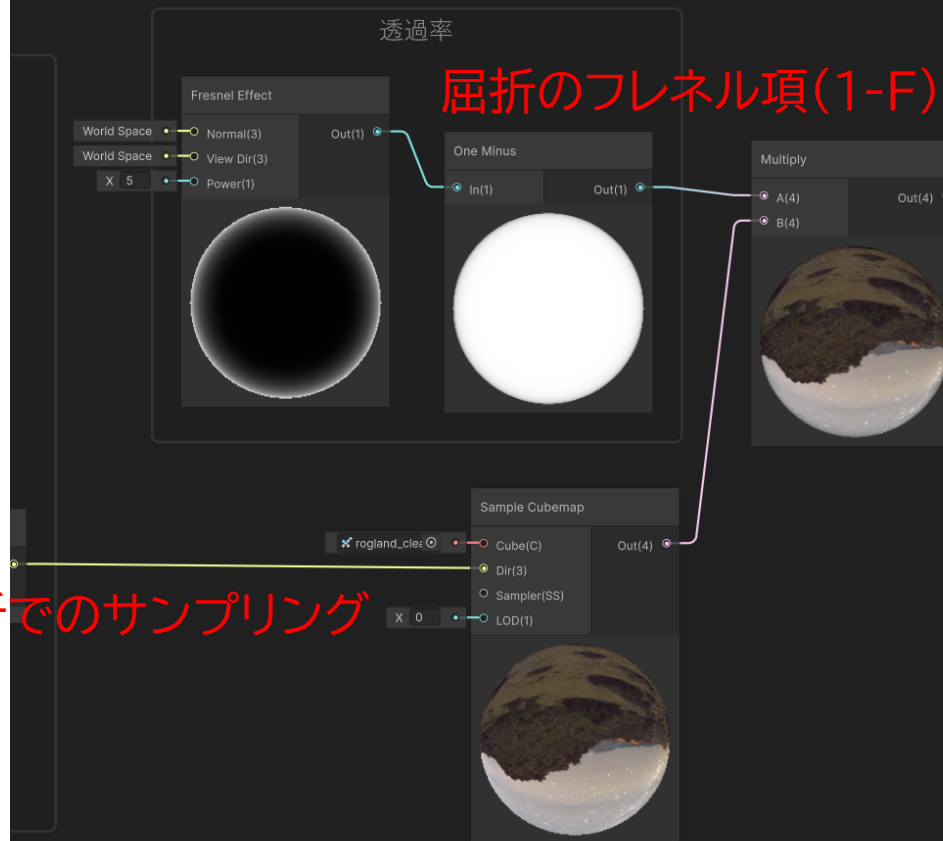 透過率
屈折のフレネル項(1-F)
Fresnel Effect
World Space
Normal(3)
Out(1)
World Space
View Dir(3)
X 5
Power(1)
One Minus
In(1)
Out(1)
Multiply
A(4)
Out(4)
B(4)
Sample Cubemap
rogland_clea
Cube(C)
Out(4)
Dir(3)
Sampler(SS)
でのサンプリング
X 0
LOD(1)